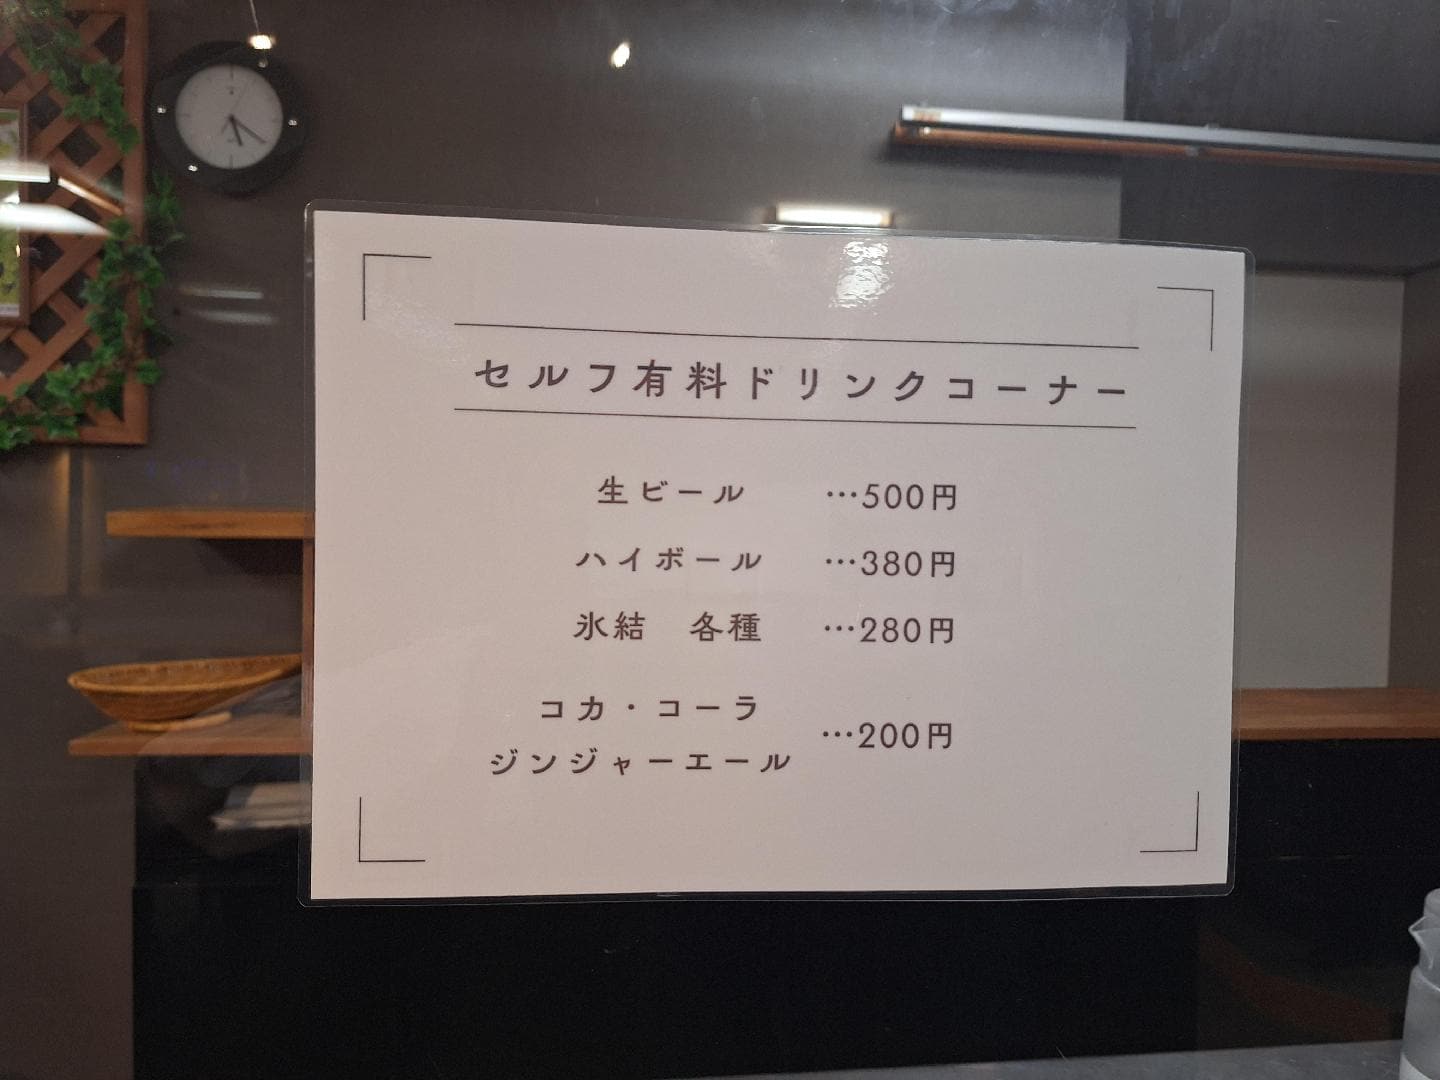 セルフ有料ドリンクコーナー
生ビール …500円
ハイボール …380円
氷結 各種 …280円
コカ・コーラ
ジンジャーエール …200円